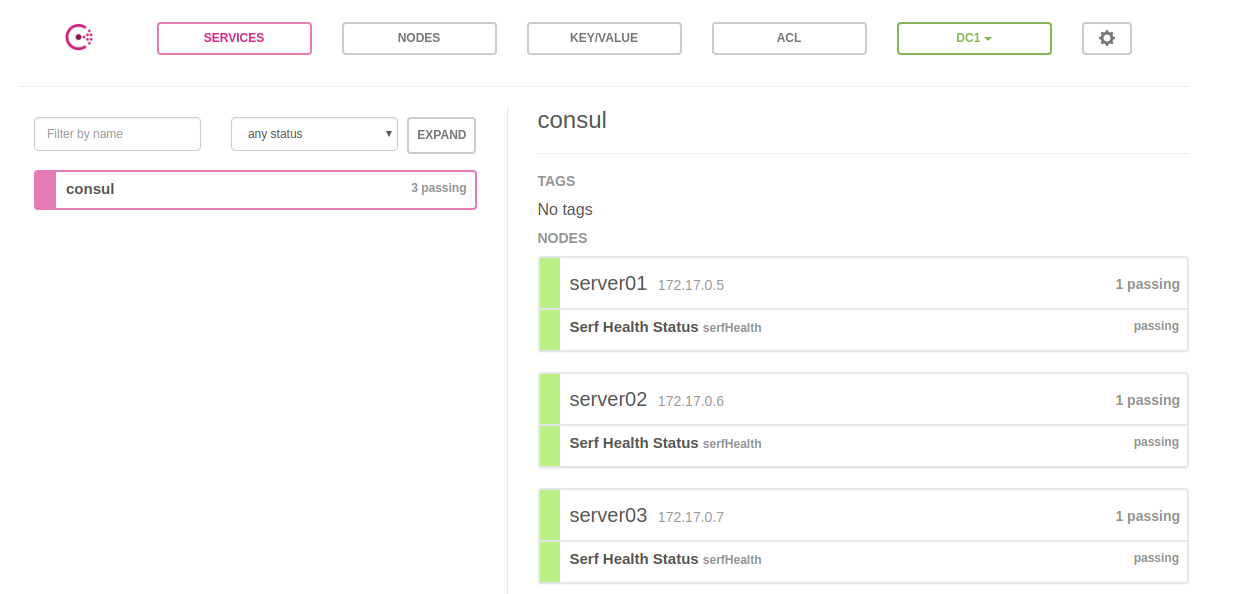 SERVICES NODES KEY/VALUE ACL DC1
Filter by name any status EXPAND
consul 3 passing
consul
TAGS
No tags
NODES
server01 172.17.0.5 1 passing
Serf Health Status serfHealth passing
server02 172.17.0.6 1 passing
Serf Health Status serfHealth passing
server03 172.17.0.7 1 passing
Serf Health Status serfHealth passing